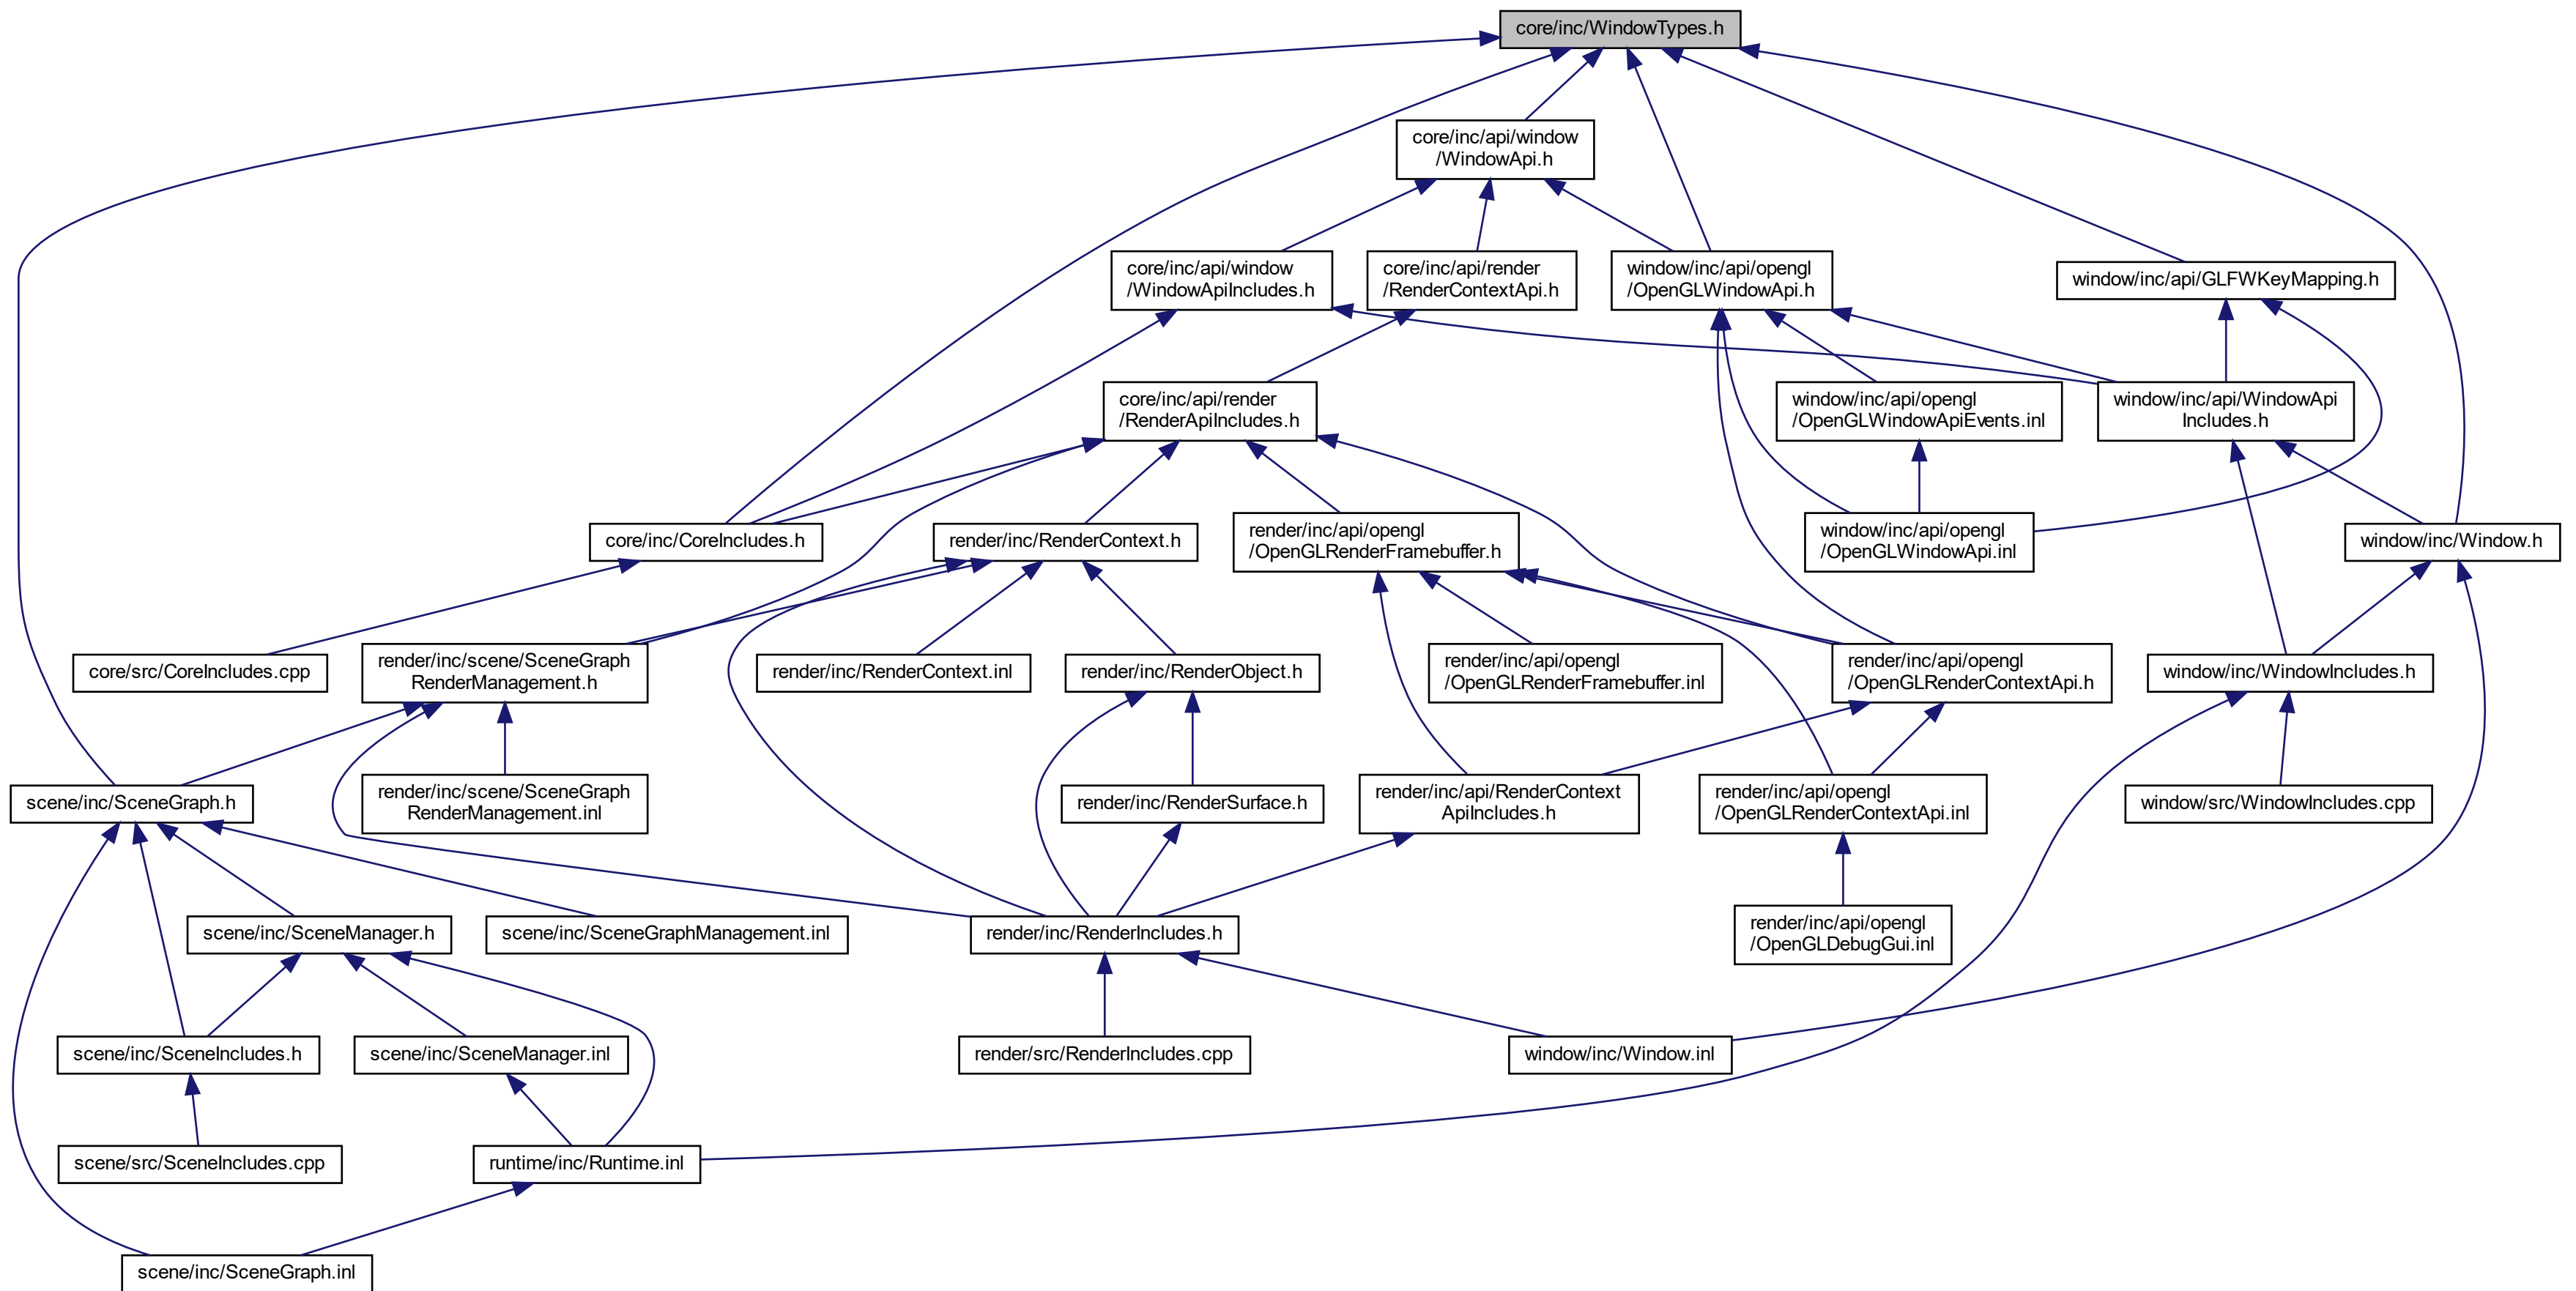 core/inc/WindowTypes.h
core/inc/api/window
/WindowApi.h
core/inc/api/window
/WindowApiIncludes.h
core/inc/api/render
/RenderContextApi.h
window/inc/api/opengl
/OpenGLWindowApi.h
window/inc/api/GLFWKeyMapping.h
core/inc/api/render
/RenderApiIncludes.h
window/inc/api/opengl
/OpenGLWindowApiEvents.inl
window/inc/api/WindowApi
Includes.h
core/inc/CoreIncludes.h
render/inc/RenderContext.h
render/inc/api/opengl
/OpenGLRenderFramebuffer.h
window/inc/api/opengl
/OpenGLWindowApi.inl
window/inc/Window.h
core/src/CoreIncludes.cpp
render/inc/scene/SceneGraph
RenderManagement.h
render/inc/RenderContext.inl
render/inc/RenderObject.h
render/inc/api/opengl
/OpenGLRenderFramebuffer.inl
render/inc/api/opengl
/OpenGLRenderContextApi.h
window/inc/WindowIncludes.h
scene/inc/SceneGraph.h
render/inc/scene/SceneGraph
RenderManagement.inl
render/inc/RenderSurface.h
render/inc/api/RenderContext
ApiIncludes.h
render/inc/api/opengl
/OpenGLRenderContextApi.inl
window/src/WindowIncludes.cpp
scene/inc/SceneManager.h
scene/inc/SceneGraphManagement.inl
render/inc/RenderIncludes.h
render/inc/api/opengl
/OpenGLDebugGui.inl
scene/inc/SceneIncludes.h
scene/inc/SceneManager.inl
render/src/RenderIncludes.cpp
window/inc/Window.inl
scene/src/SceneIncludes.cpp
runtime/inc/Runtime.inl
scene/inc/SceneGraph.inl